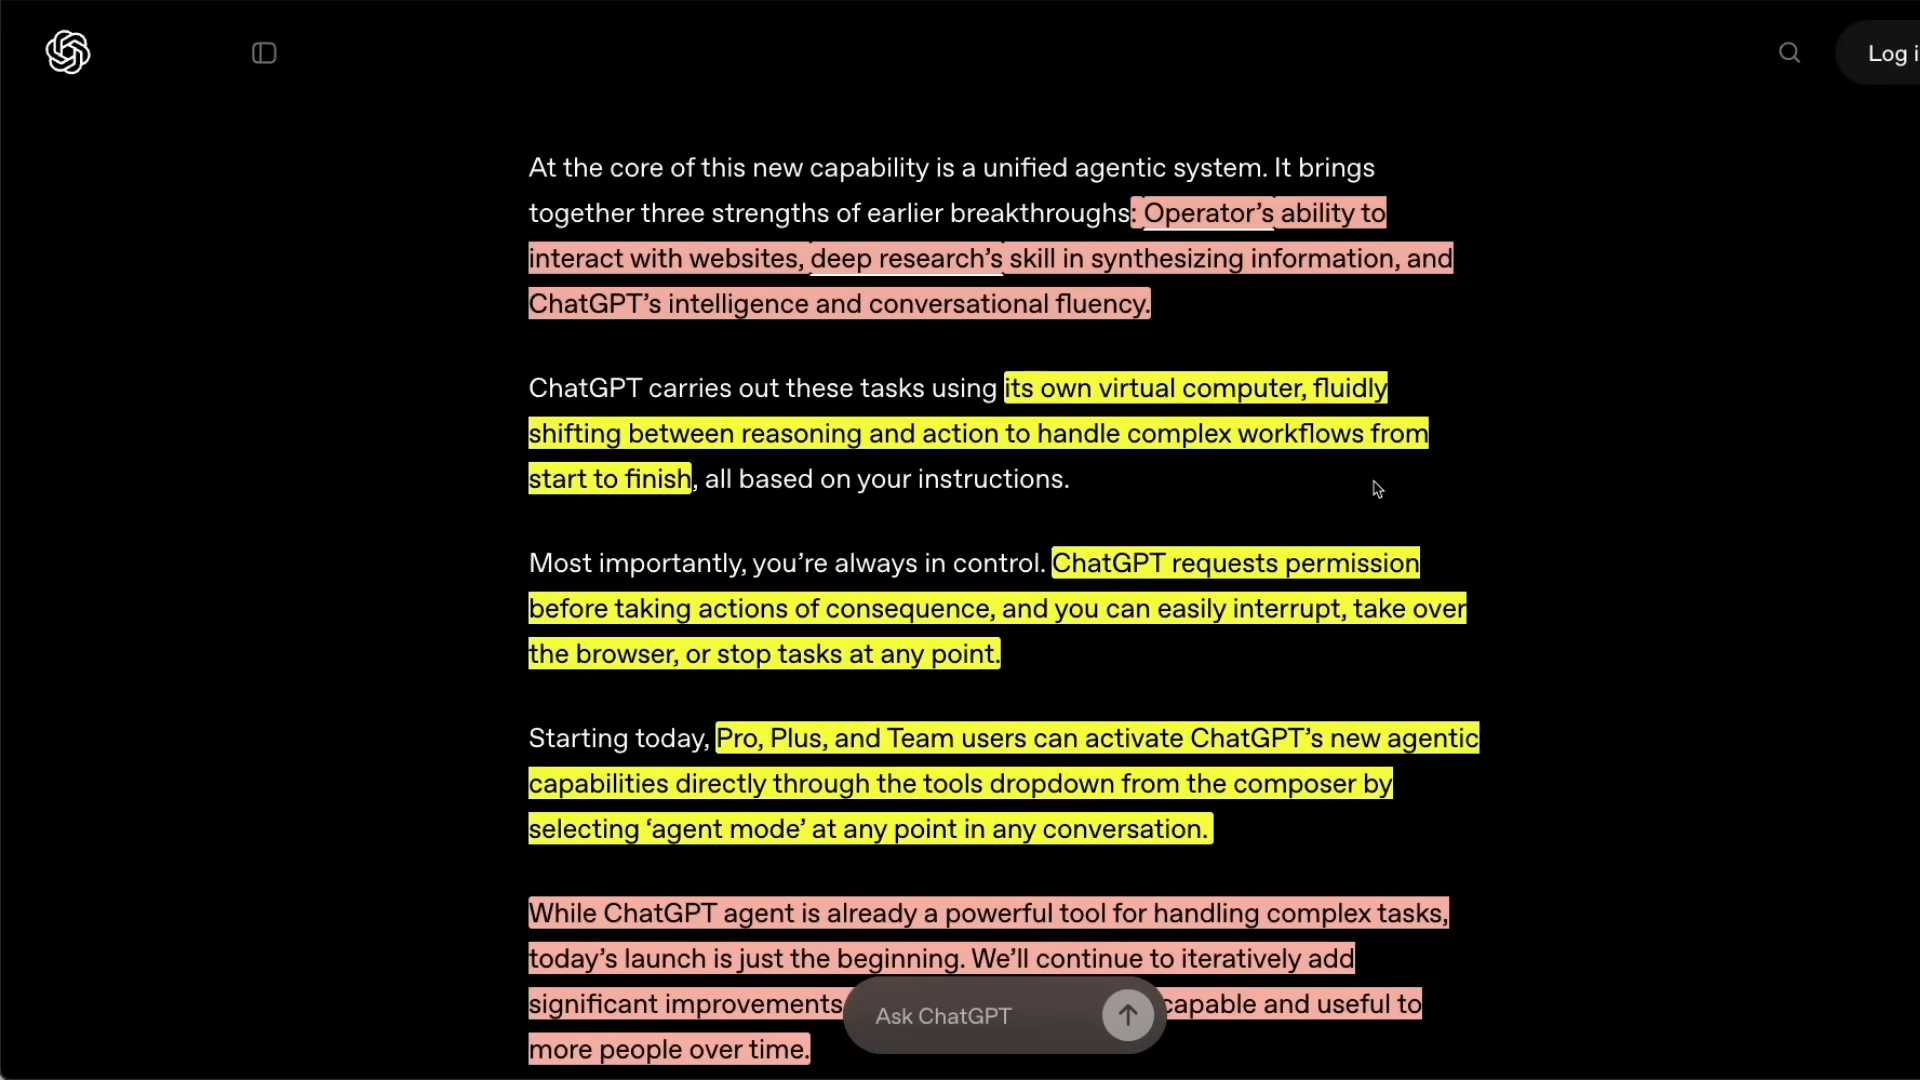 Log i
At the core of this new capability is a unified agentic system. It brings
together three strengths of earlier breakthroughs: Operator’s ability to
interact with websites, deep research’s skill in synthesizing information, and
ChatGPT’s intelligence and conversational fluency.
ChatGPT carries out these tasks using its own virtual computer, fluidly
shifting between reasoning and action to handle complex workflows from
start to finish, all based on your instructions.
Most importantly, you’re always in control. ChatGPT requests permission
before taking actions of consequence, and you can easily interrupt, take over
the browser, or stop tasks at any point.
Starting today, Pro, Plus, and Team users can activate ChatGPT’s new agentic
capabilities directly through the tools dropdown from the composer by
selecting ‘agent mode’ at any point in any conversation.
While ChatGPT agent is already a powerful tool for handling complex tasks,
today’s launch is just the beginning. We’ll continue to iteratively add
significant improvements capable and useful to
Ask ChatGPT
more people over time.